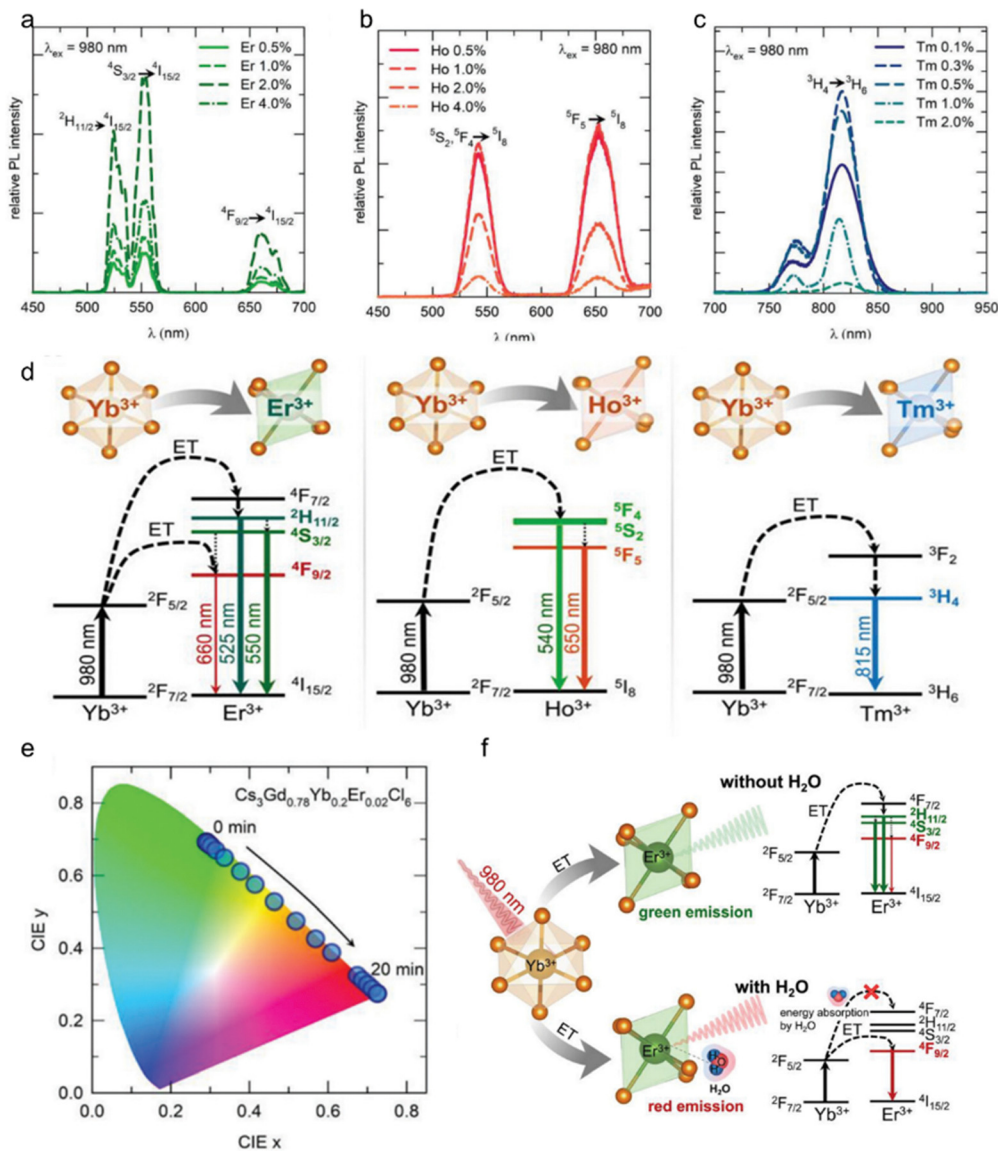 a
relative PL intensity
λex = 980 nm
⁴S3/2→⁴I15/2
²H11/2→⁴I15/2
⁴F9/2→⁴I15/2
Er 0.5%
Er 1.0%
Er 2.0%
Er 4.0%
450 500 550 600 650 700
λ (nm)
b
relative PL intensity
Ho 0.5%
Ho 1.0%
Ho 2.0%
Ho 4.0%
λex = 980 nm
⁵S2,⁵F4→⁵I8
⁵F5→⁵I8
450 500 550 600 650 700
λ (nm)
c
relative PL intensity
λex = 980 nm
³H4→³H6
Tm 0.1%
Tm 0.3%
Tm 0.5%
Tm 1.0%
Tm 2.0%
700 750 800 850 900 950
λ (nm)
d
Yb³⁺
Er³⁺
ET
ET
⁴F7/2
²H11/2
⁴S3/2
⁴F9/2
²F5/2
980 nm
660 nm
525 nm
550 nm
²F7/2
⁴I15/2
Yb³⁺
Er³⁺
Yb³⁺
Ho³⁺
ET
⁵F4
⁵S2
⁵F5
²F5/2
980 nm
540 nm
650 nm
²F7/2
⁵I8
Yb³⁺
Ho³⁺
Yb³⁺
Tm³⁺
ET
³F2
²F5/2
³H4
980 nm
815 nm
²F7/2
³H6
Yb³⁺
Tm³⁺
e
Cs3Gd0.78Yb0.2Er0.02Cl6
0 min
20 min
CIE y
0.8
0.6
0.4
0.2
0.0
0.0 0.2 0.4 0.6 0.8
CIE x
f
without H2O
980 nm
ET
Er³⁺
green emission
Yb³⁺
ET
⁴F7/2
²H11/2
⁴S3/2
⁴F9/2
²F5/2
²F7/2
⁴I15/2
Yb³⁺
Er³⁺
with H2O
ET
Er³⁺
H
H
O
H2O
red emission
energy absorption
by H2O
ET
⁴F7/2
²H11/2
⁴S3/2
⁴F9/2
²F5/2
²F7/2
⁴I15/2
Yb³⁺
Er³⁺